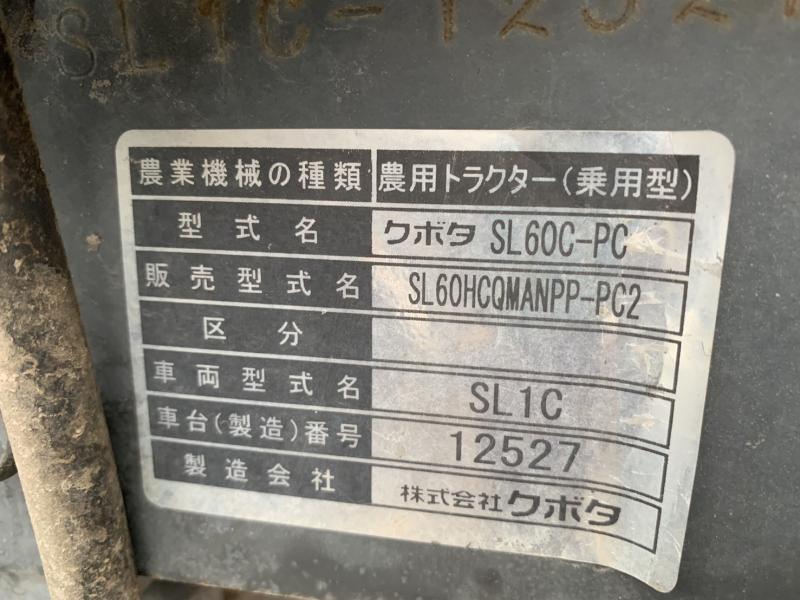 SL1C-1252
農業機械の種類 農用トラクター(乗用型)
型式名 クボタ SL60C-PC
販売型式名 SL60HCQMANPP-PC2
区分
車両型式名 SL1C
車台(製造)番号 12527
製造会社 株式会社クボタ